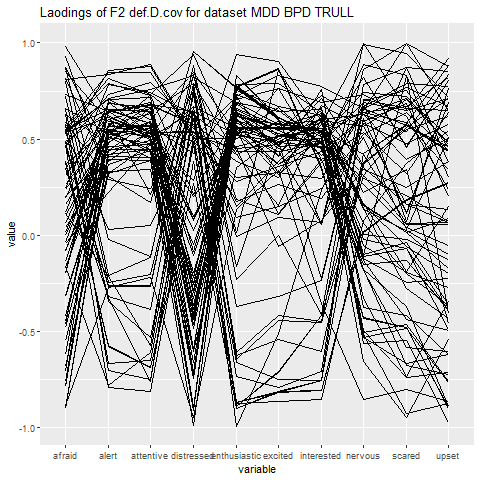 Laodings of F2 def.D.cov for dataset MDD BPD TRULL
1.0
0.5
0.0
-0.5
-1.0
value
afraid alert attentive distressed enthusiastic excited interested nervous scared upset
variable